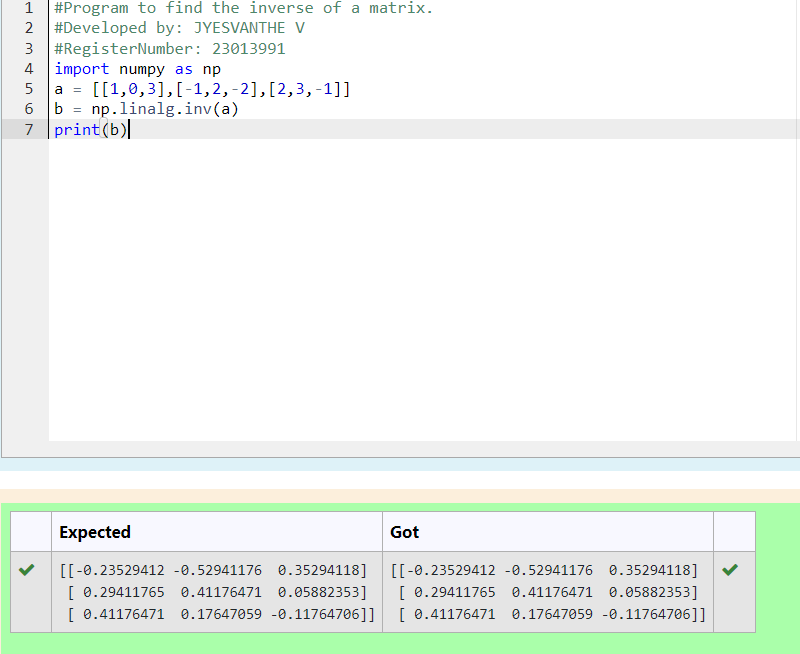 1 #Program to find the inverse of a matrix.
2 #Developed by: JYESVANTHE V
3 #RegisterNumber: 23013991
4 import numpy as np
5 a = [[1,0,3],[-1,2,-2],[2,3,-1]]
6 b = np.linalg.inv(a)
7 print(b)
Expected Got
[[-0.23529412 -0.52941176 0.35294118] [[-0.23529412 -0.52941176 0.35294118]
[ 0.29411765 0.41176471 0.05882353] [ 0.29411765 0.41176471 0.05882353]
[ 0.41176471 0.17647059 -0.11764706]] [ 0.41176471 0.17647059 -0.11764706]]